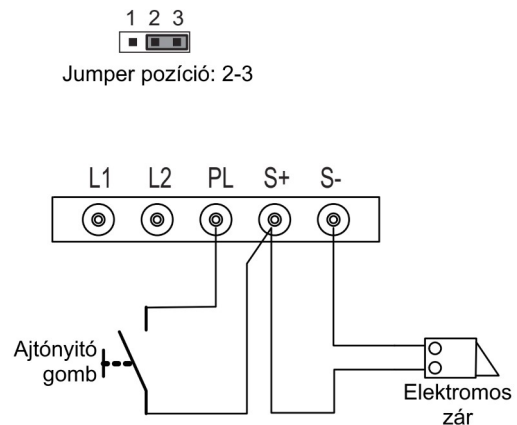 1 2 3
Jumper pozíció: 2-3
L1 L2 PL S+ S-
Ajtónyitó
gomb
Elektromos
zár